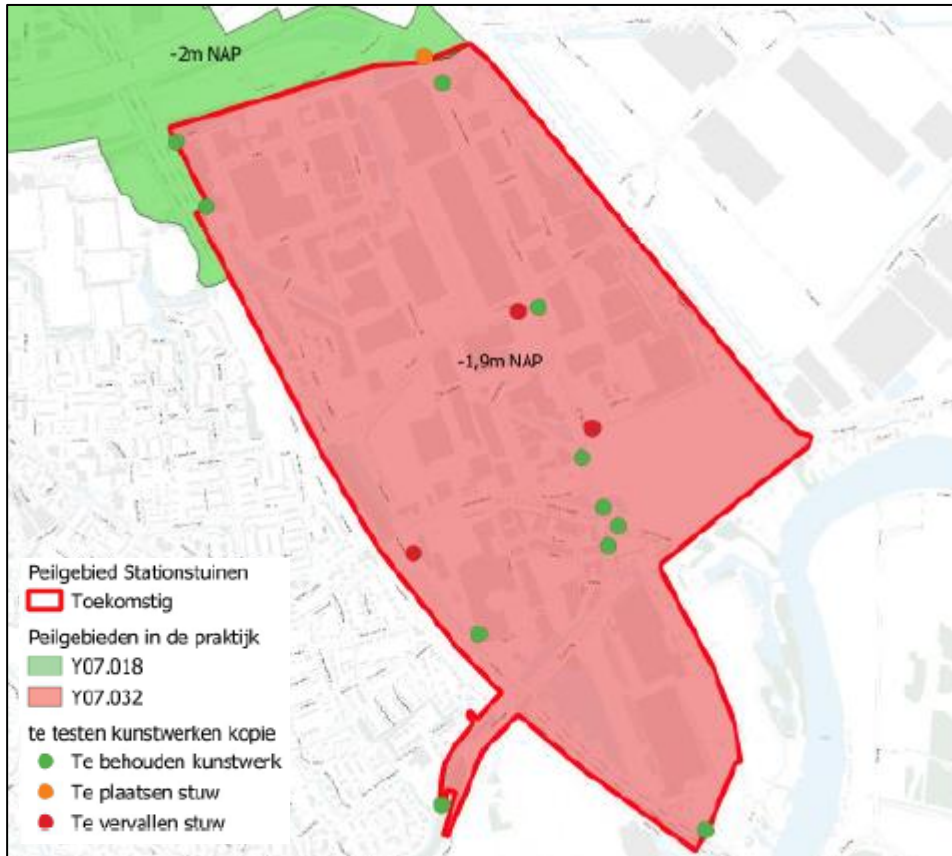 -2m NAP
-1,9m NAP
Peilgebied Stationstuinen
Toekomstig
Peilgebieden in de praktijk
Y07.018
Y07.032
te testen kunstwerken kopie
Te behouden kunstwerk
Te plaatsen stuw
Te vervallen stuw